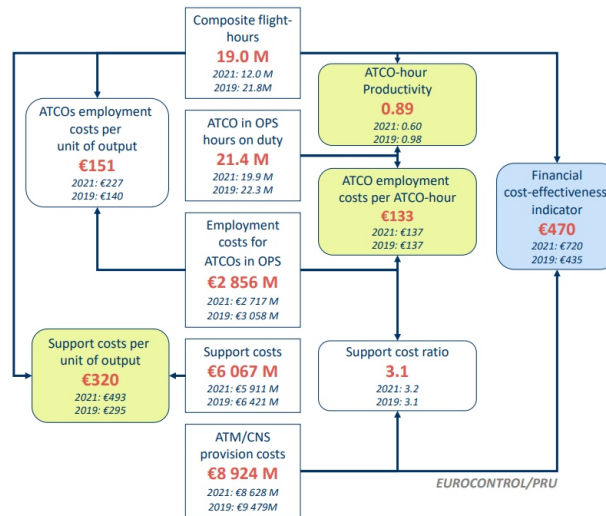 Composite flight-
hours
19.0 M
2021: 12.0 M
2019: 21.8M
ATCO-hour
Productivity
0.89
2021: 0.60
2019: 0.98
ATCOs employment
costs per
unit of output
€151
2021: €227
2019: €140
ATCO in OPS
hours on duty
21.4 M
2021: 19.9 M
2019: 22.3 M
ATCO employment
costs per ATCO-hour
€133
2021: €137
2019: €137
Financial
cost-effectiveness
indicator
€470
2021: €720
2019: €435
Employment
costs for
ATCOs in OPS
€2 856 M
2021: €2 717 M
2019: €3 058 M
Support costs per
unit of output
€320
2021: €493
2019: €295
Support costs
€6 067 M
2021: €5 911 M
2019: €6 421 M
Support cost ratio
3.1
2021: 3.2
2019: 3.1
ATM/CNS
provision costs
€8 924 M
2021: €8 628 M
2019: €9 479M
EUROCONTROL/PRU